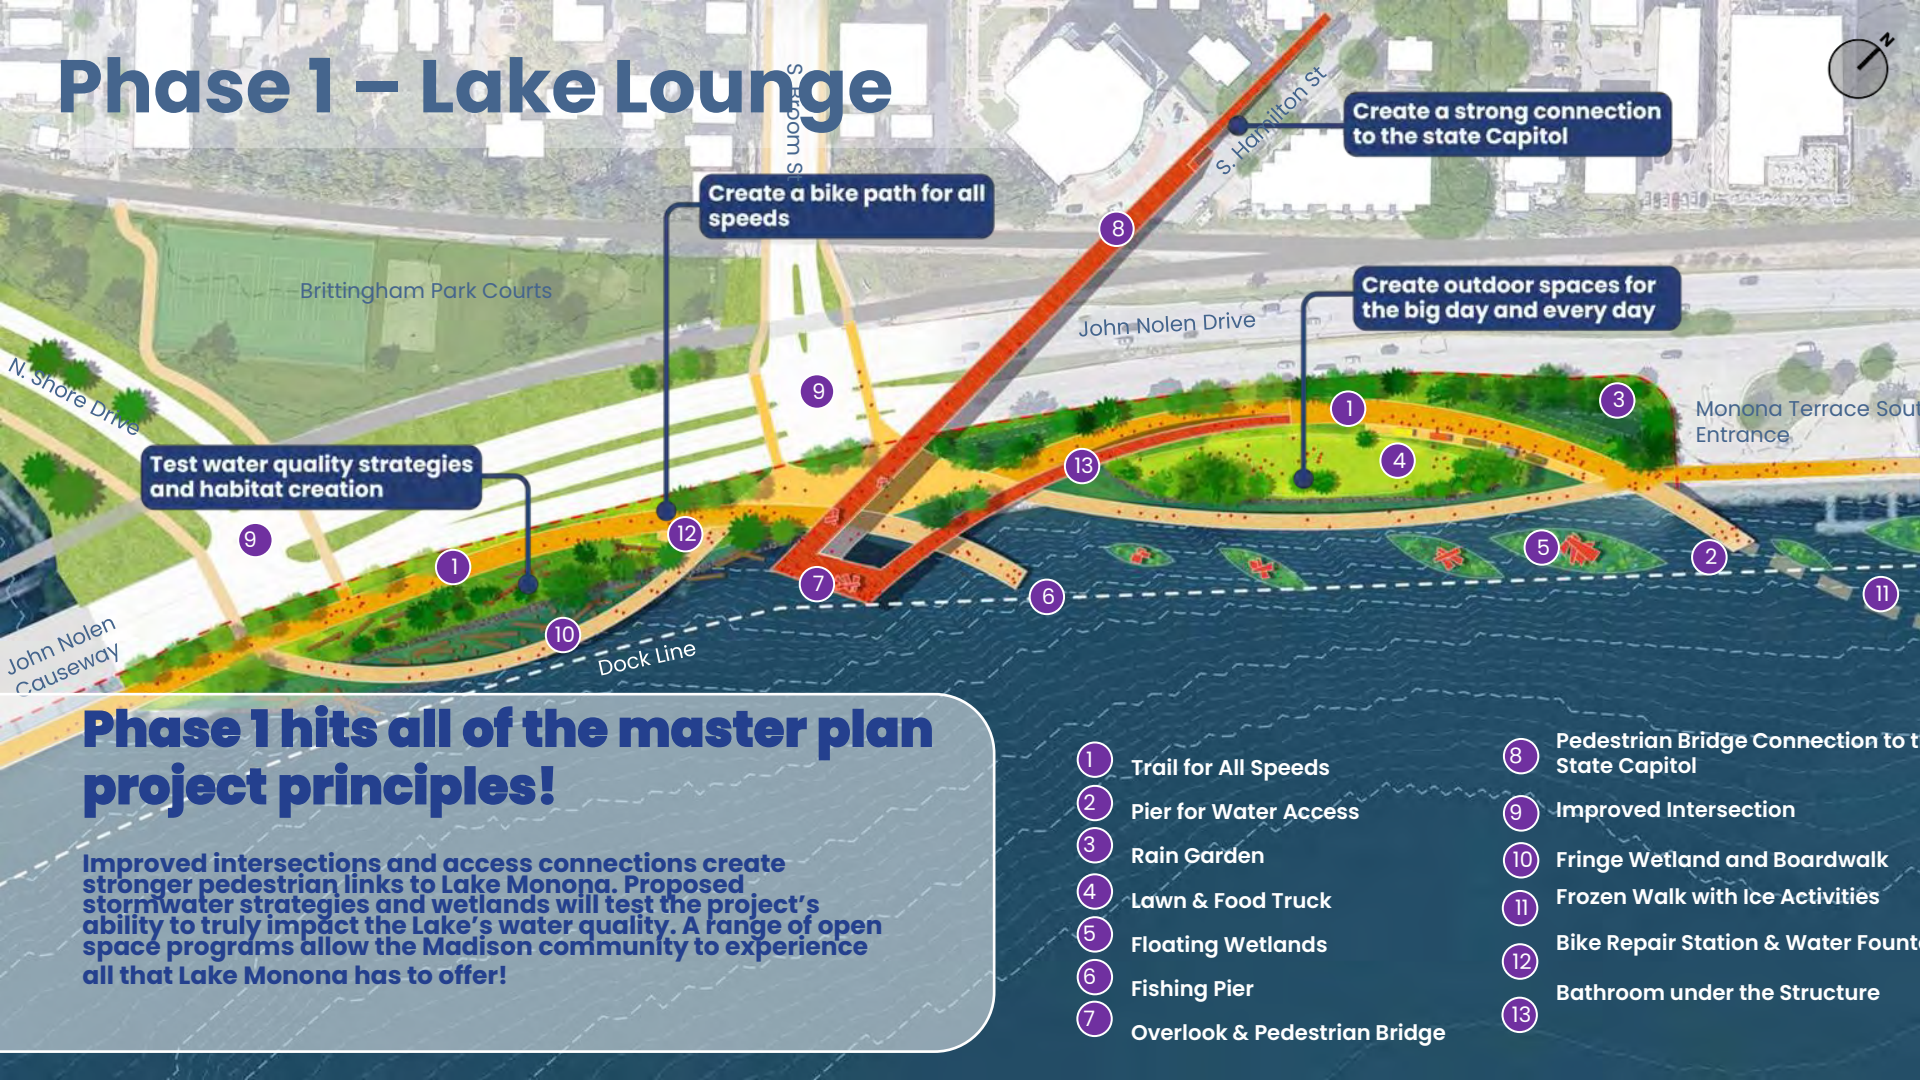 Phase 1 – Lake Lounge
N
S. Broom St
S. Hamilton St
Create a strong connection
to the state Capitol
Create a bike path for all
speeds
8
Brittingham Park Courts
Create outdoor spaces for
the big day and every day
John Nolen Drive
N. Shore Drive
9
1
3
Monona Terrace Sout
Entrance
Test water quality strategies
and habitat creation
13
4
9
12
5
2
1
7
6
11
10
John Nolen
Causeway
Dock Line
Phase 1 hits all of the master plan
project principles!
Improved intersections and access connections create
stronger pedestrian links to Lake Monona. Proposed
stormwater strategies and wetlands will test the project’s
ability to truly impact the Lake’s water quality. A range of open
space programs allow the Madison community to experience
all that Lake Monona has to offer!
1 Trail for All Speeds
2 Pier for Water Access
3 Rain Garden
4 Lawn & Food Truck
5 Floating Wetlands
6 Fishing Pier
7 Overlook & Pedestrian Bridge
8 Pedestrian Bridge Connection to t
State Capitol
9 Improved Intersection
10 Fringe Wetland and Boardwalk
11 Frozen Walk with Ice Activities
12 Bike Repair Station & Water Founta
13 Bathroom under the Structure